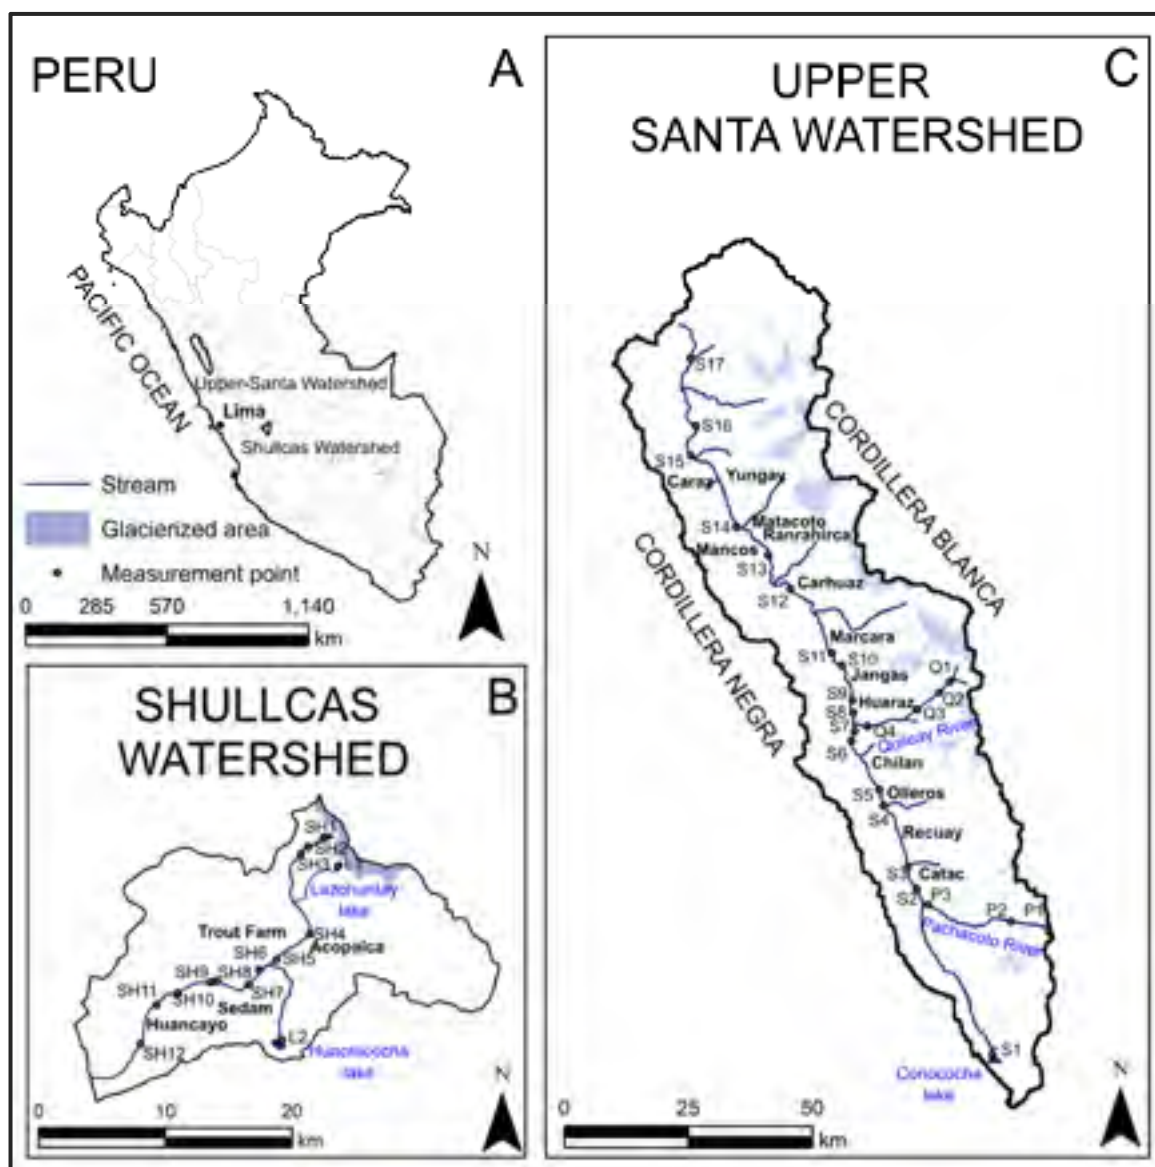 PERU
A
PACIFIC OCEAN
Upper-Santa Watershed
Lima
Shullcas Watershed
Stream
Glacierized area
Measurement point
N
0 285 570 1,140
km
SHULLCAS
WATERSHED
B
SH1
SH2
SH3
lake
Trout Farm
SH4
Acopalca
SH6
SH5
SH9
SH8
SH7
SH11
SH10
Sedam
Huancayo
SH12
L2
lake
N
0 10 20
km
UPPER
SANTA WATERSHED
C
S17
S16
S15
Yungay
Caraz
S14
Matacoto
Ranrahirca
Mancos
S13
Carhuaz
S12
CORDILLERA BLANCA
CORDILLERA NEGRA
Marcara
S11
S10
Jangas
Q1
S9
Huaraz
Q2
S8
Q3
S7
Q4
Quilcay River
S6
Chilan
S5
Olleros
S4
Recuay
S3
Catac
S2
P3
P2
P1
Pachacoto River
S1
Conococha
lake
N
0 25 50
km